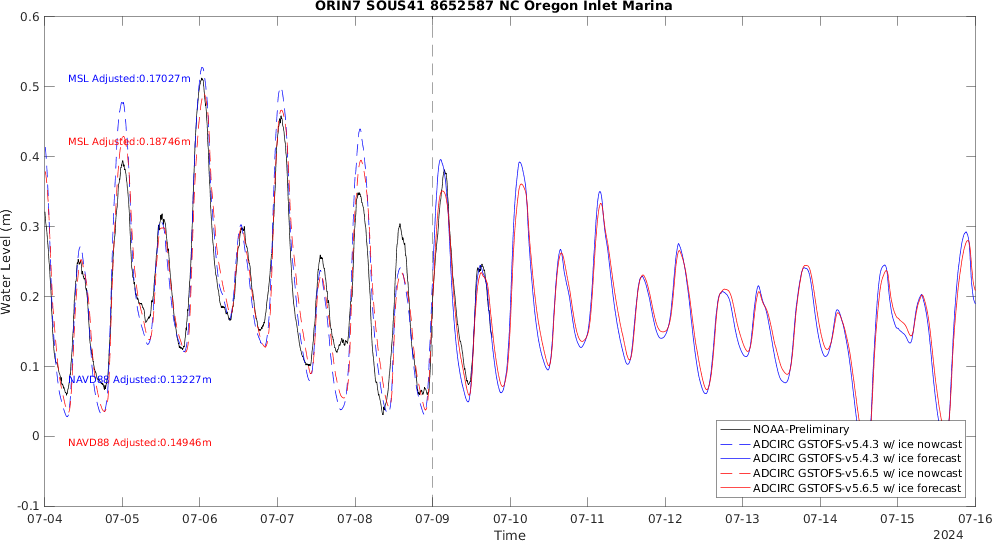 ORIN7 SOUS41 8652587 NC Oregon Inlet Marina
0.6
0.5
0.4
0.3
0.2
0.1
0
-0.1
Water Level (m)
MSL Adjusted:0.17027m
MSL Adjusted:0.18746m
NAVD88 Adjusted:0.13227m
NAVD88 Adjusted:0.14946m
NOAA-Preliminary
ADCIRC GSTOFS-v5.4.3 w/ ice nowcast
ADCIRC GSTOFS-v5.4.3 w/ ice forecast
ADCIRC GSTOFS-v5.6.5 w/ ice nowcast
ADCIRC GSTOFS-v5.6.5 w/ ice forecast
07-04 07-05 07-06 07-07 07-08 07-09 07-10 07-11 07-12 07-13 07-14 07-15 07-16
Time
2024